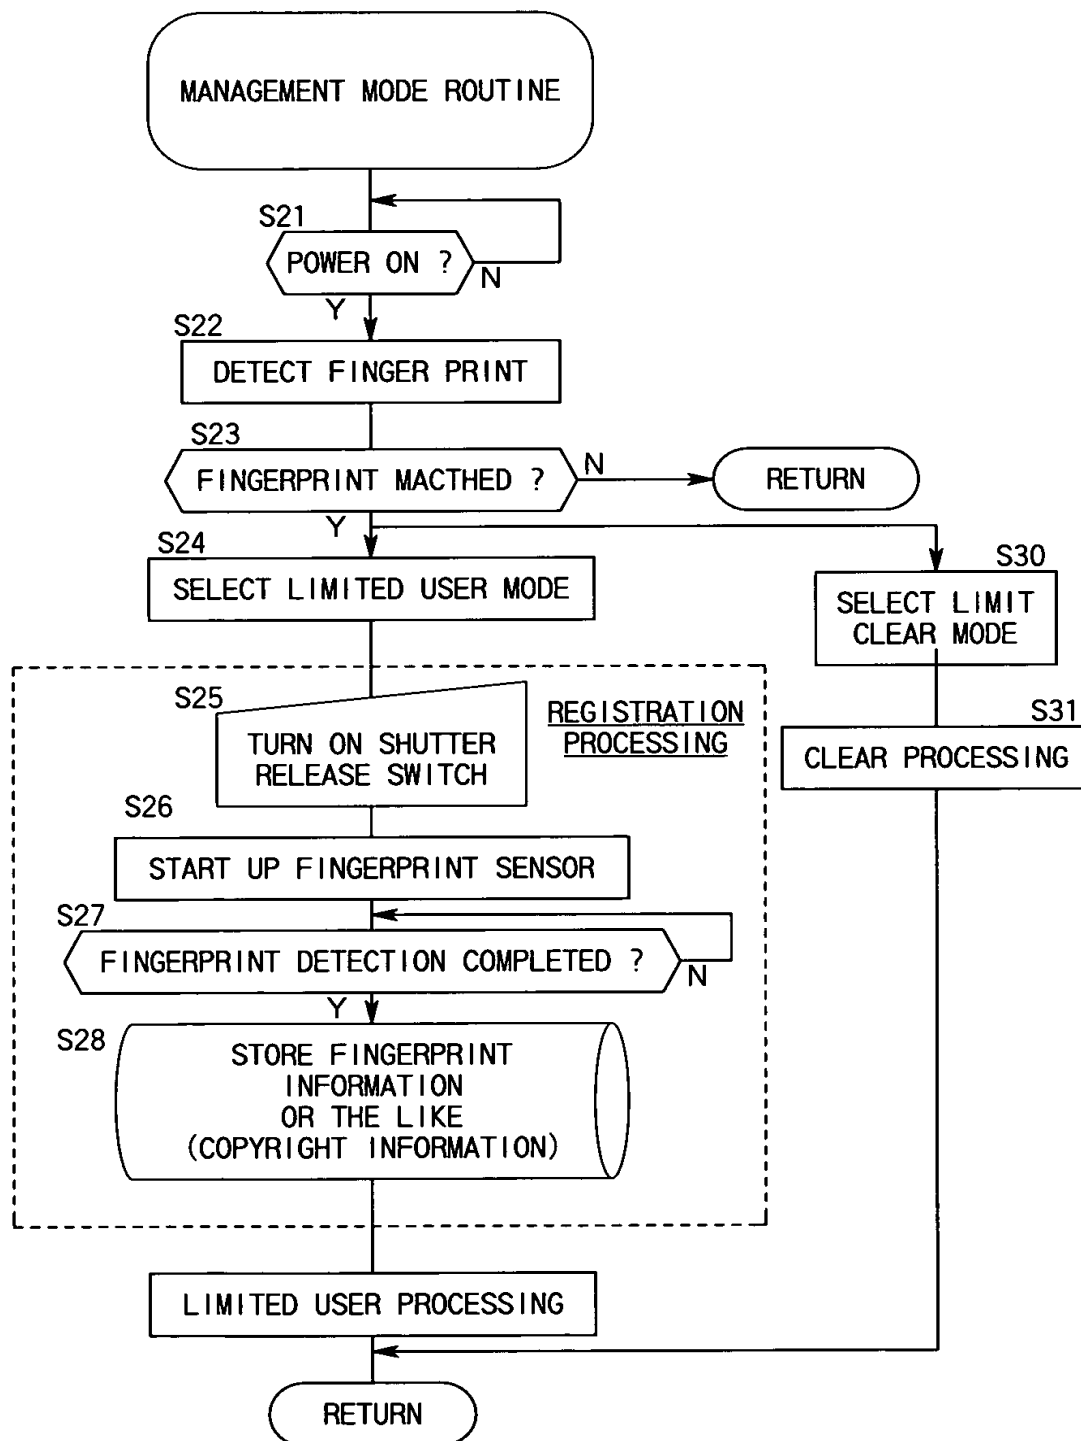 MANAGEMENT MODE ROUTINE
S21
POWER ON ?
N
Y
S22
DETECT FINGER PRINT
S23
FINGERPRINT MACTHED ?
N
RETURN
Y
S24
SELECT LIMITED USER MODE
S30
SELECT LIMIT
CLEAR MODE
S25
TURN ON SHUTTER
RELEASE SWITCH
REGISTRATION
PROCESSING
S31
CLEAR PROCESSING
S26
START UP FINGERPRINT SENSOR
S27
FINGERPRINT DETECTION COMPLETED ?
N
Y
S28
STORE FINGERPRINT
INFORMATION
OR THE LIKE
(COPYRIGHT INFORMATION)
LIMITED USER PROCESSING
RETURN